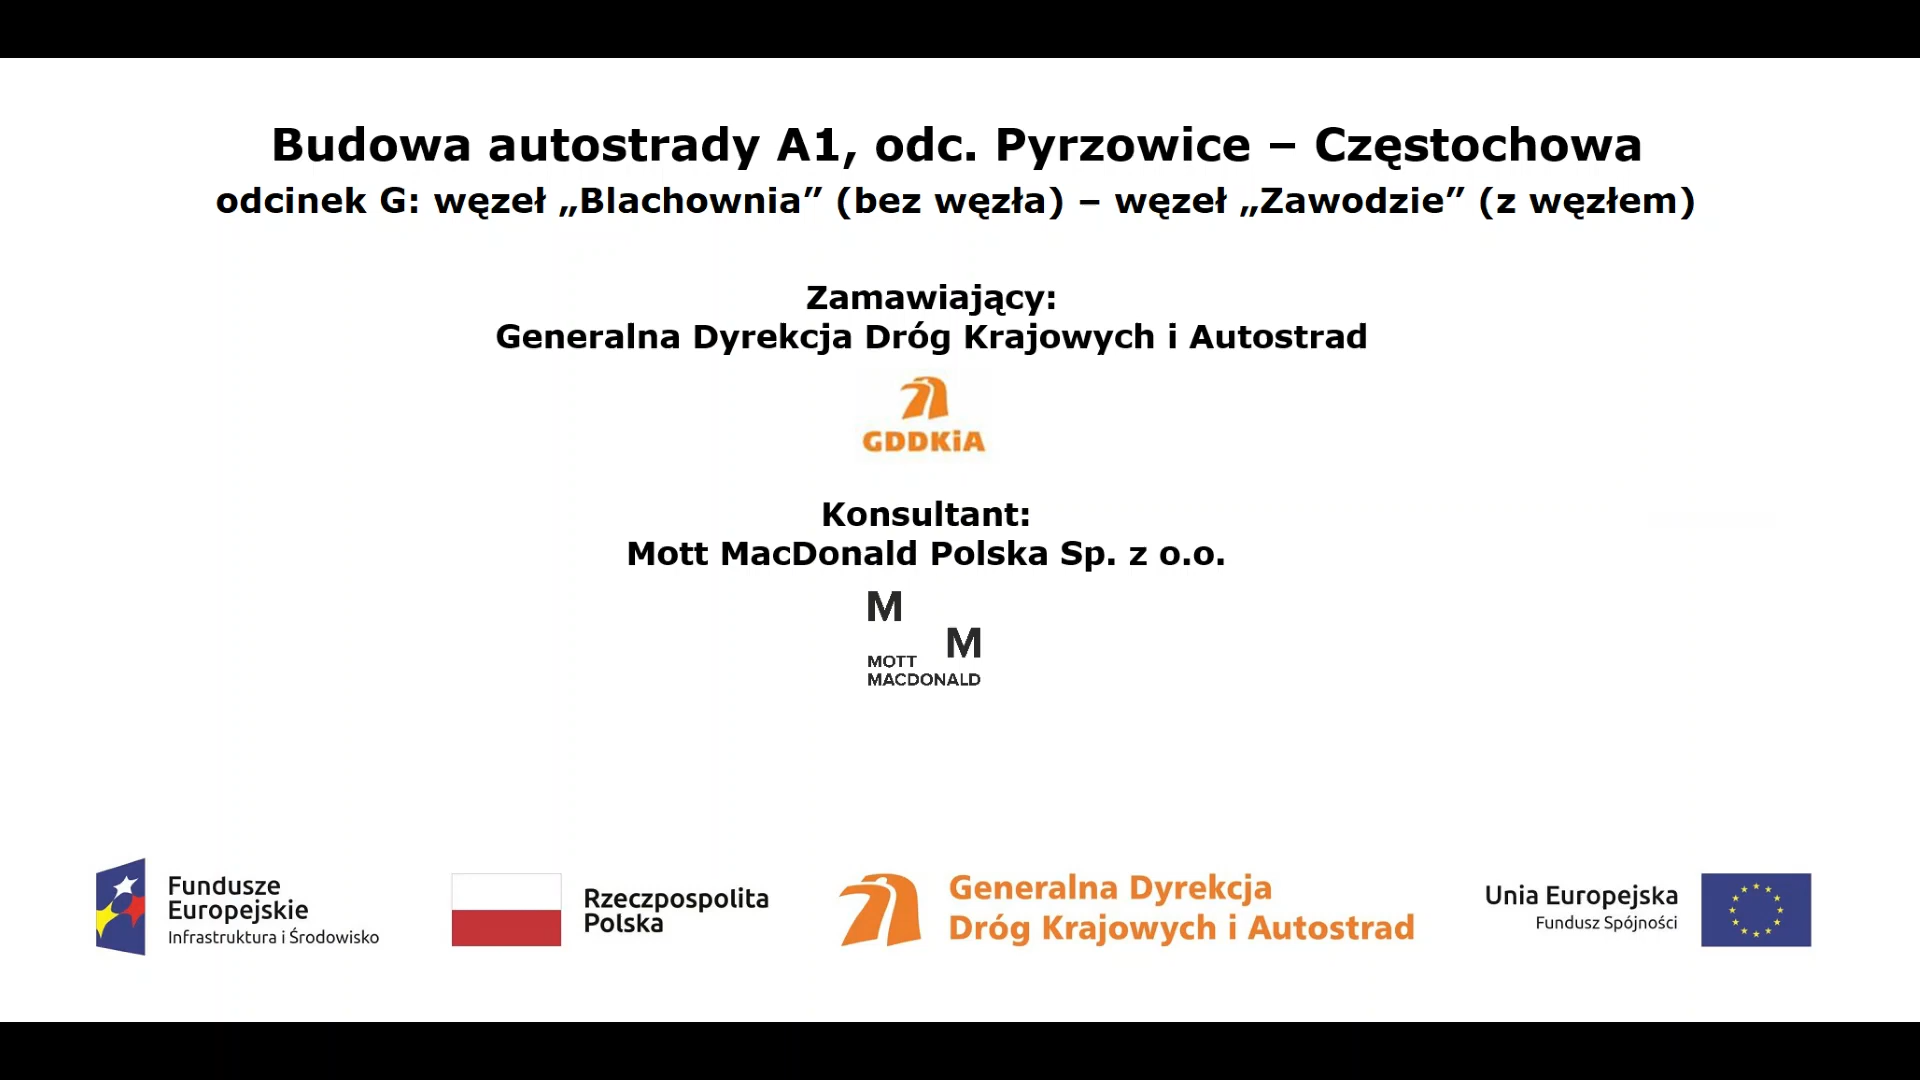 Budowa autostrady A1, odc. Pyrzowice – Częstochowa
odcinek G: węzeł „Blachownia” (bez węzła) – węzeł „Zawodzie” (z węzłem)
Zamawiający:
Generalna Dyrekcja Dróg Krajowych i Autostrad
GDDKiA
Konsultant:
Mott MacDonald Polska Sp. z o.o.
M
M
MOTT
MACDONALD
Fundusze
Europejskie
Infrastruktura i Środowisko
Rzeczpospolita
Polska
Generalna Dyrekcja
Dróg Krajowych i Autostrad
Unia Europejska
Fundusz Spójności